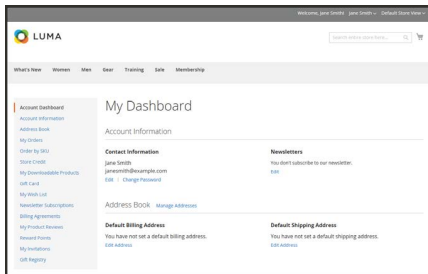 Welcome, Jane Smith! Jane Smith Default Store View
LUMA
Search entire store here...
What's New Women Men Gear Training Sale Membership
Account Dashboard
Account Information
Address Book
My Orders
Order by SKU
Store Credit
My Downloadable Products
Gift Card
My Wish List
Newsletter Subscriptions
Billing Agreements
My Product Reviews
Reward Points
My Invitations
Gift Registry
My Dashboard
Account Information
Contact Information
Jane Smith
janesmith@example.com
Edit | Change Password
Newsletters
You don't subscribe to our newsletter.
Edit
Address Book Manage Addresses
Default Billing Address
You have not set a default billing address.
Edit Address
Default Shipping Address
You have not set a default shipping address.
Edit Address